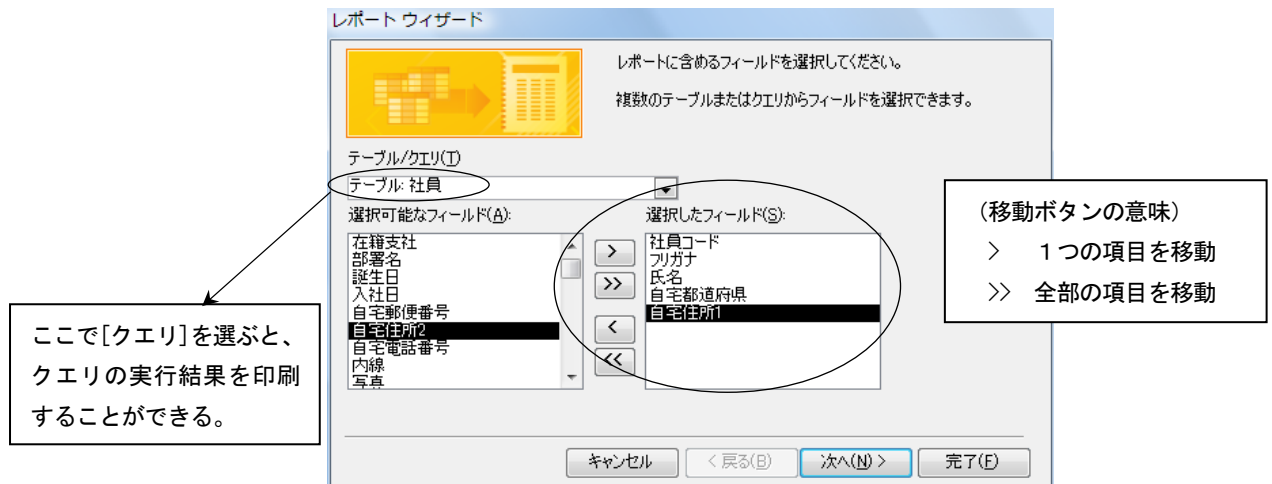 レポート ウィザード
レポートに含めるフィールドを選択してください。
複数のテーブルまたはクエリからフィールドを選択できます。
テーブル/クエリ(T)
テーブル: 社員
選択可能なフィールド(A):
在籍支社
部署名
誕生日
入社日
自宅郵便番号
自宅住所2
自宅電話番号
内線
写真
>
>>
<
<<
選択したフィールド(S):
社員コード
フリガナ
氏名
自宅都道府県
自宅住所1
キャンセル
< 戻る(B)
次へ(N) >
完了(F)
ここで[クエリ]を選ぶと、
クエリの実行結果を印刷
することができる。
（移動ボタンの意味）
＞ １つの項目を移動
≫ 全部の項目を移動